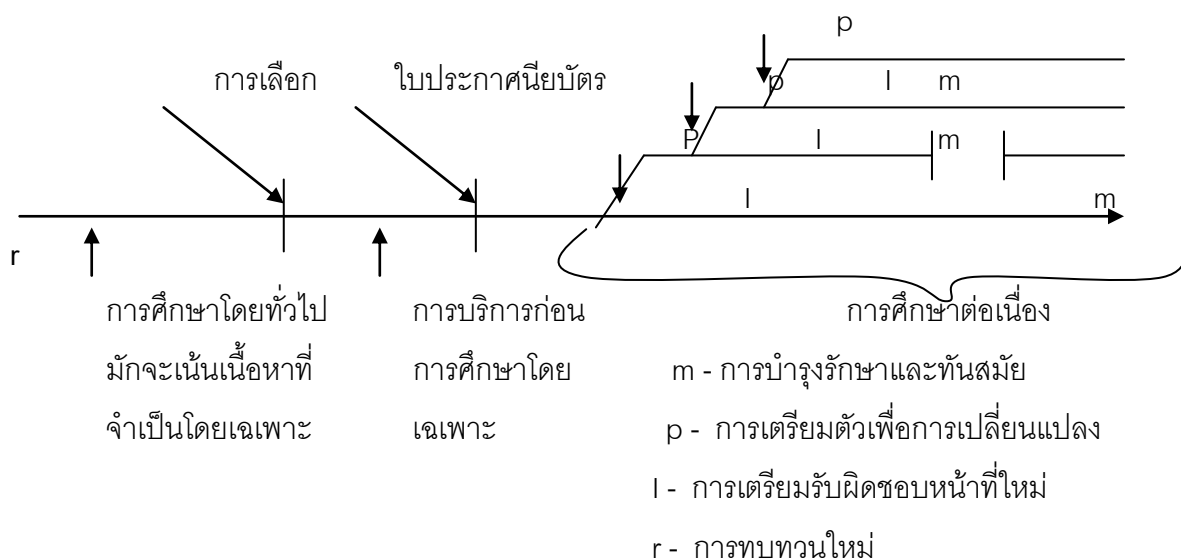 p
การเลือก ใบประกาศนียบัตร p l m
P l m
l m
r
การศึกษาโดยทั่วไป การบริการก่อน การศึกษาต่อเนื่อง
มักจะเน้นเนื้อหาที่ การศึกษาโดย m - การบำรุงรักษาและทันสมัย
จำเป็นโดยเฉพาะ เฉพาะ p - การเตรียมตัวเพื่อการเปลี่ยนแปลง
l - การเตรียมรับผิดชอบหน้าที่ใหม่
r - การทบทวนใหม่